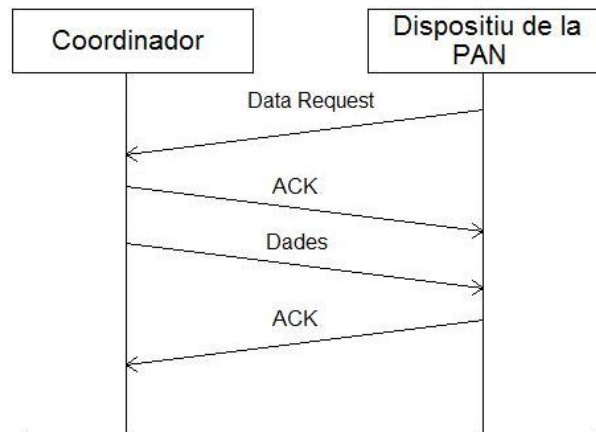 Coordinador
Dispositiu de la
PAN
Data Request
ACK
Dades
ACK